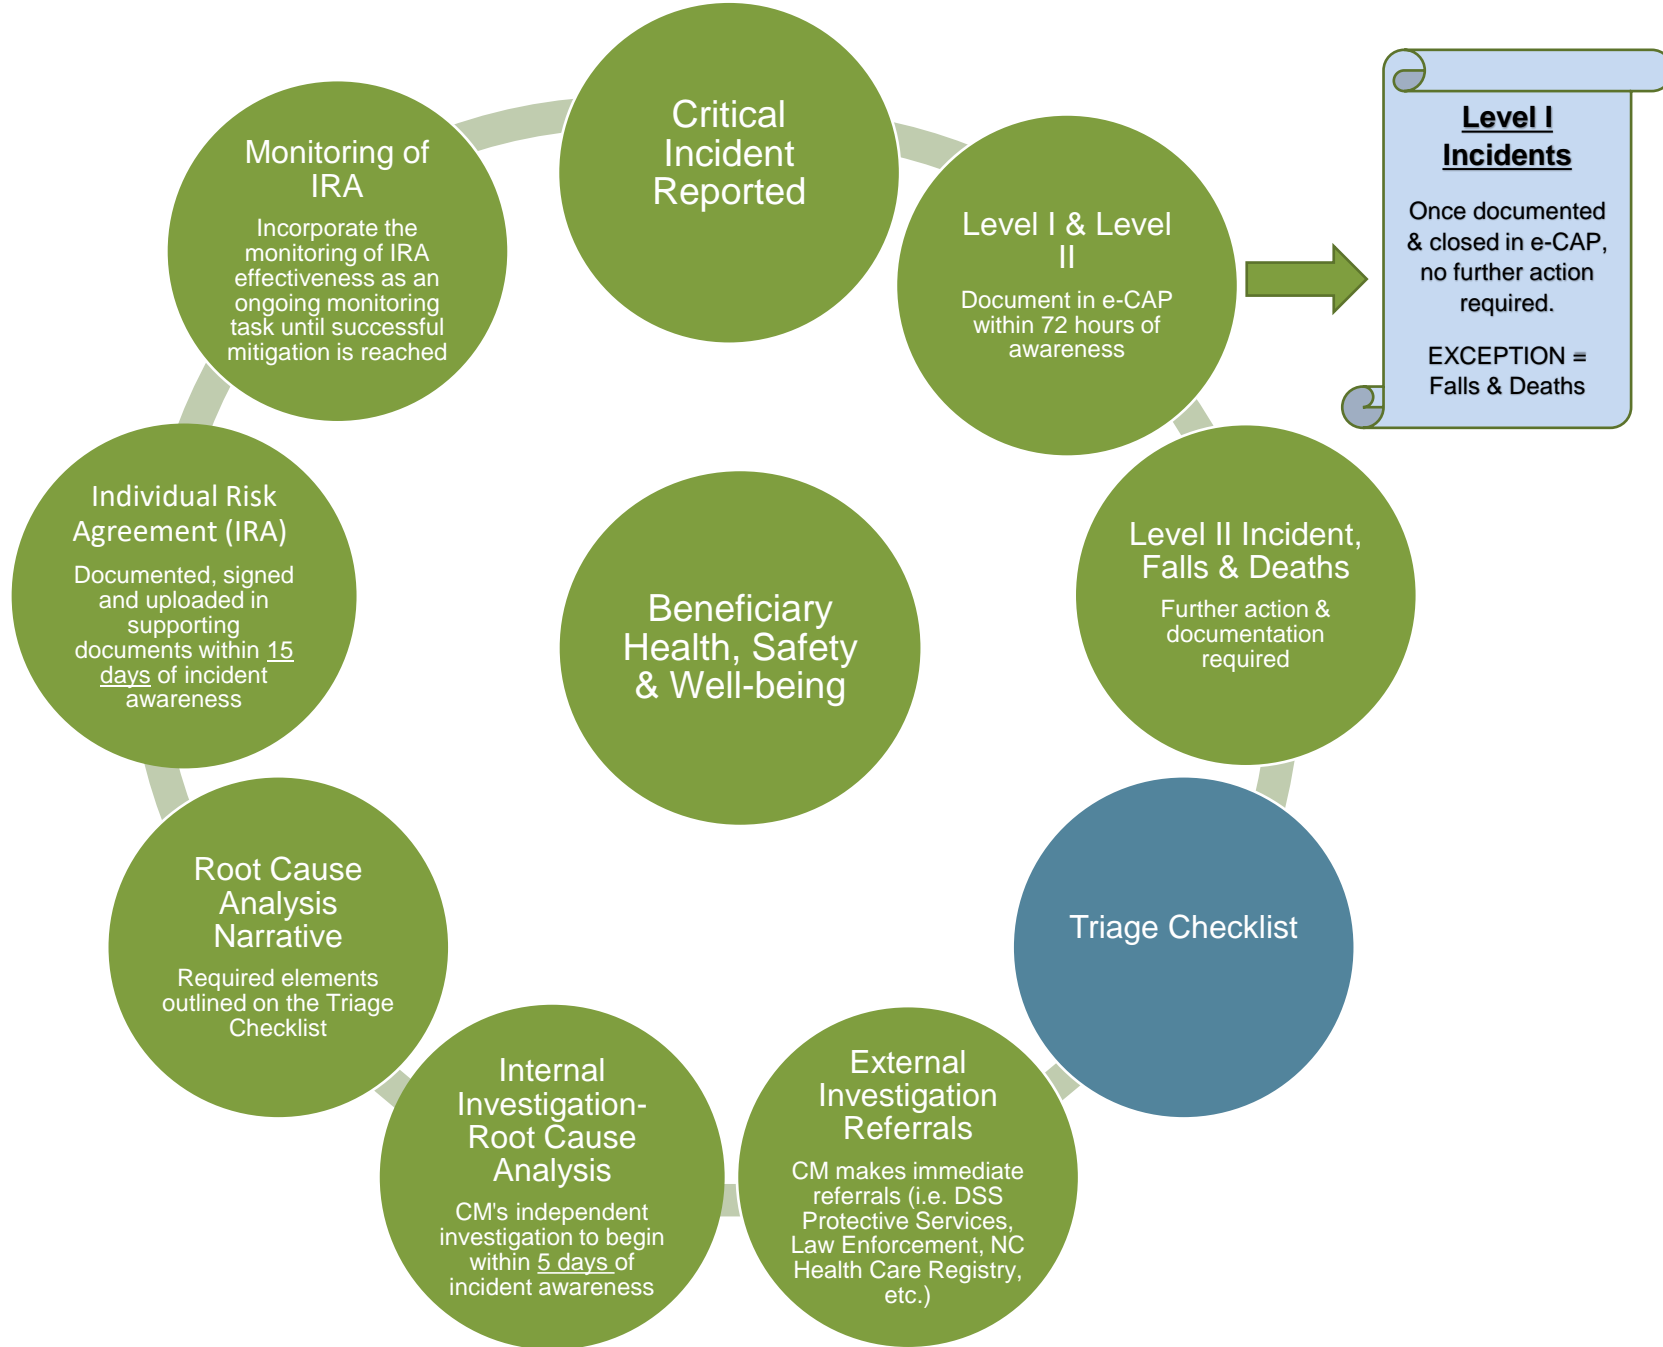 Critical
Incident
Reported
Level I & Level
II
Document in e-CAP
within 72 hours of
awareness
Level I
Incidents
Once documented
& closed in e-CAP,
no further action
required.
EXCEPTION =
Falls & Deaths
Level II Incident,
Falls & Deaths
Further action &
documentation
required
Triage Checklist
External
Investigation
Referrals
CM makes immediate
referrals (i.e. DSS
Protective Services,
Law Enforcement, NC
Health Care Registry,
etc.)
Internal
Investigation-
Root Cause
Analysis
CM's independent
investigation to begin
within 5 days of
incident awareness
Root Cause
Analysis
Narrative
Required elements
outlined on the Triage
Checklist
Individual Risk
Agreement (IRA)
Documented, signed
and uploaded in
supporting
documents within 15
days of incident
awareness
Monitoring of
IRA
Incorporate the
monitoring of IRA
effectiveness as an
ongoing monitoring
task until successful
mitigation is reached
Beneficiary
Health, Safety
& Well-being